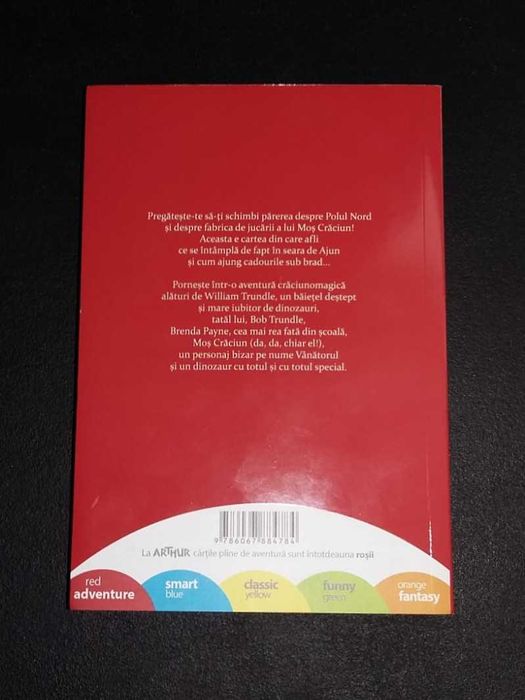 Pregătește-te să-ți schimbi părerea despre Polul Nord
și despre fabrica de jucării a lui Moș Crăciun!
Aceasta e cartea din care afli
ce se întâmplă de fapt în seara de Ajun
și cum ajung cadourile sub brad...
Pornește într-o aventură crăciunomagică
alături de William Trundle, un băiețel deștept
și mare iubitor de dinozauri,
tatăl lui, Bob Trundle,
Brenda Payne, cea mai rea fată din școală,
Moș Crăciun (da, da, chiar el!),
un personaj bizar pe nume Vânătorul
și un dinozaur cu totul și cu totul special.
9 786067 884784
La ARTHUR cărțile pline de aventură sunt întotdeauna roșii
red
adventure
smart
blue
classic
yellow
funny
green
orange
fantasy